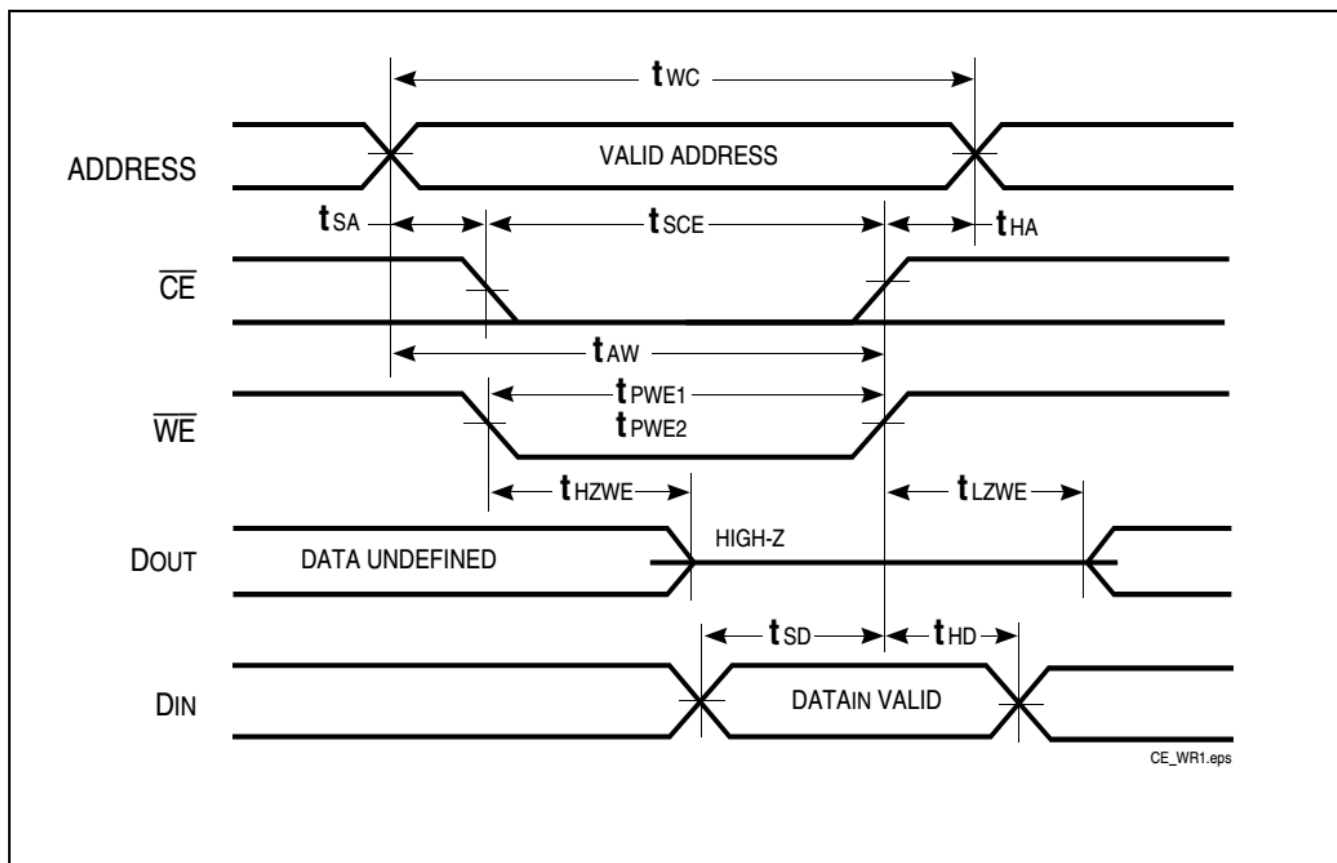 tWC
ADDRESS
VALID ADDRESS
tSA
tSCE
tHA
CE
tAW
WE
tPWE1
tPWE2
tHZWE
tLZWE
DOUT
DATA UNDEFINED
HIGH-Z
tSD
tHD
DIN
DATAIN VALID
CE_WR1.eps